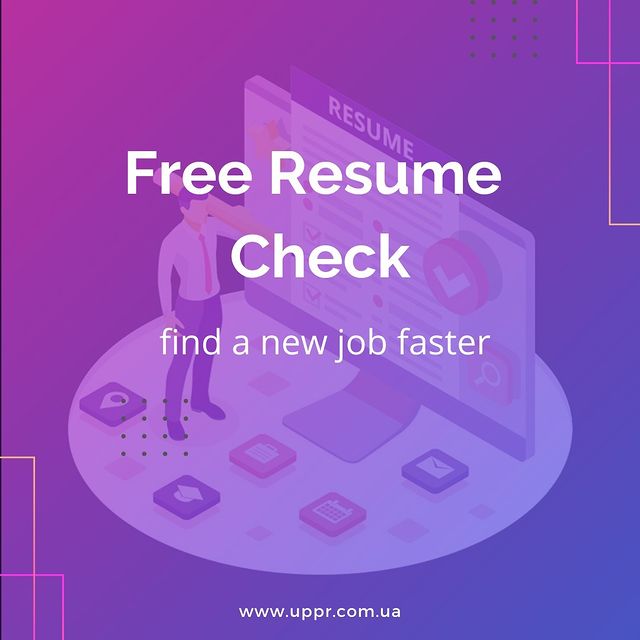 RESUME
Free Resume
Check
find a new job faster
www.uppr.com.ua